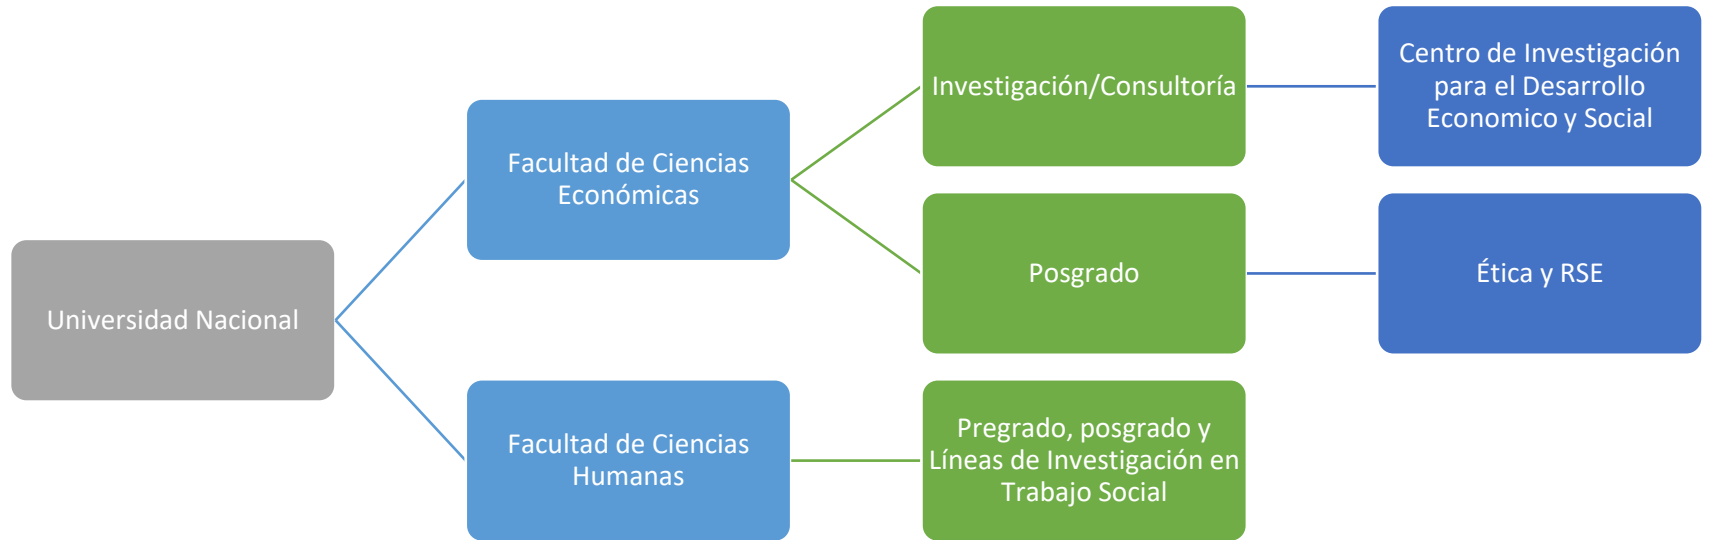 Universidad Nacional
Facultad de Ciencias
Económicas
Investigación/Consultoría
Centro de Investigación
para el Desarrollo
Economico y Social
Posgrado
Ética y RSE
Facultad de Ciencias
Humanas
Pregrado, posgrado y
Líneas de Investigación en
Trabajo Social